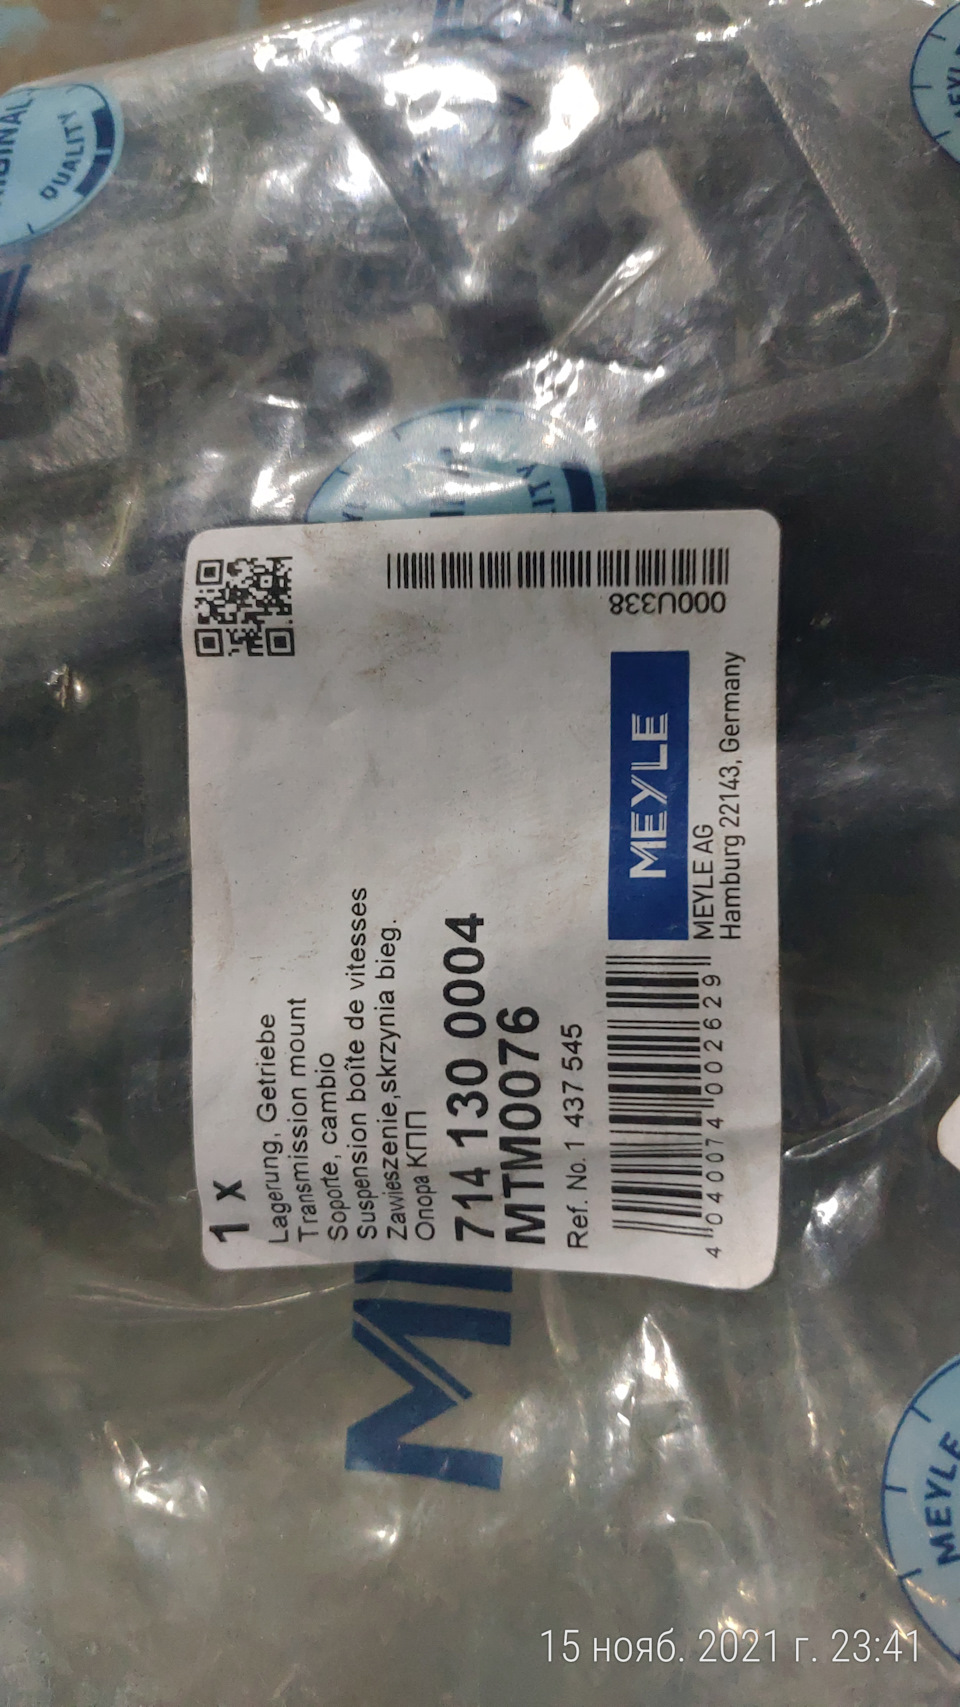 1 x
Lagerung, Getriebe
Transmission mount
Soporte, cambio
Suspension boîte de vitesses
Zawieszenie,skrzynia bieg.
Опора КПП
714 130 0004
MTM0076
Ref. No. 1 437 545
4 040074 002629
MEYLE
MEYLE AG
Hamburg 22143, Germany
000U338
QUALITY
MEYLE
15 нояб. 2021 г. 23:41